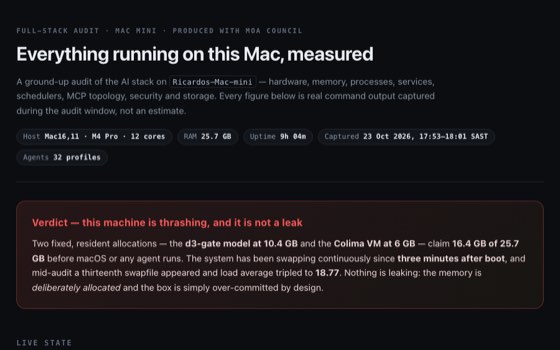 FULL-STACK AUDIT · MAC MINI · PRODUCED WITH MOA COUNCIL
Everything running on this Mac, measured
A ground-up audit of the AI stack on Ricardos-Mac-mini — hardware, memory, processes, services,
schedulers, MCP topology, security and storage. Every figure below is real command output captured
during the audit window, not an estimate.
Host Mac16,11 · M4 Pro · 12 cores RAM 25.7 GB Uptime 9h 04m Captured 23 Oct 2026, 17:53–18:01 SAST
Agents 32 profiles
Verdict — this machine is thrashing, and it is not a leak
Two fixed, resident allocations — the d3-gate model at 10.4 GB and the Colima VM at 6 GB — claim 16.4 GB of 25.7
GB before macOS or any agent runs. The system has been swapping continuously since three minutes after boot, and
mid-audit a thirteenth swapfile appeared and load average tripled to 18.77. Nothing is leaking: the memory is
deliberately allocated and the box is simply over-committed by design.
LIVE STATE